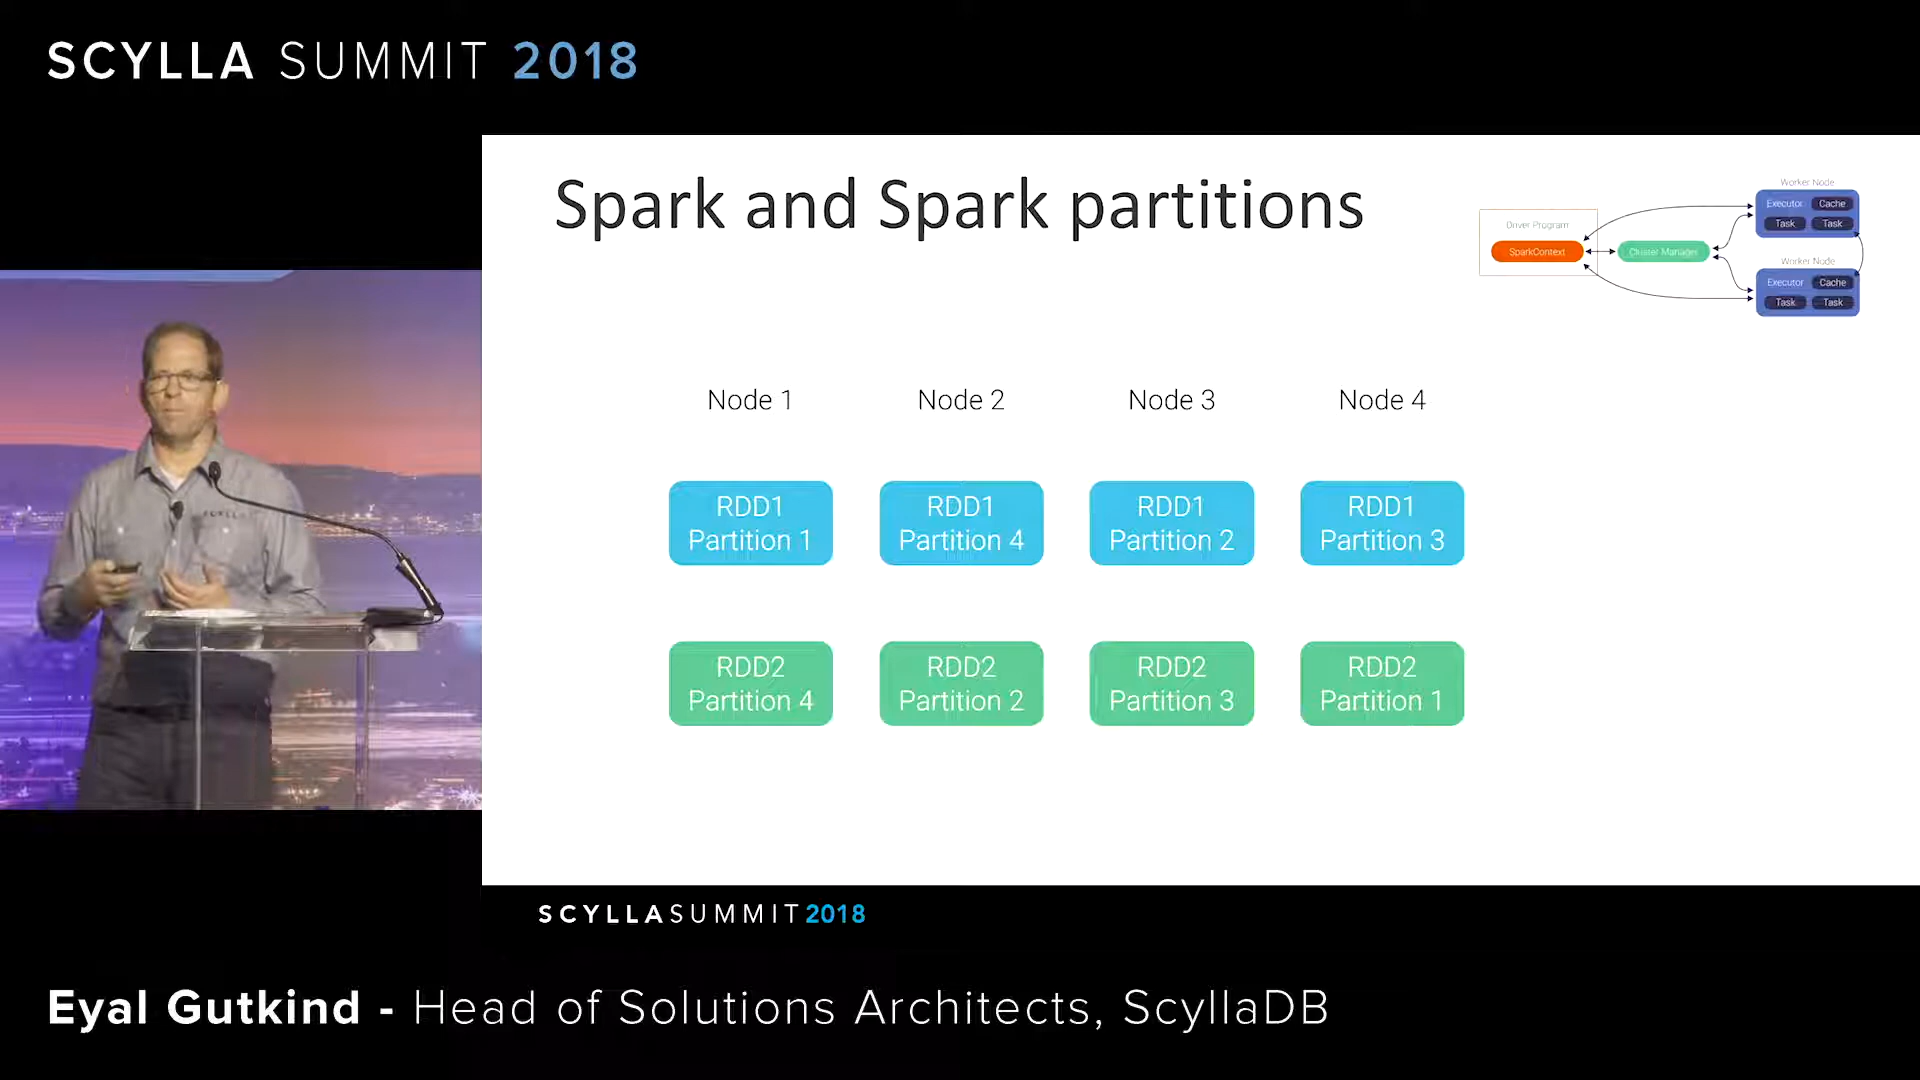 SCYLLA SUMMIT 2018
Spark and Spark partitions
Driver Program
SparkContext
Cluster Manager
Worker Node
Executor
Cache
Task
Task
Worker Node
Executor
Cache
Task
Task
Node 1
Node 2
Node 3
Node 4
RDD1
Partition 1
RDD1
Partition 4
RDD1
Partition 2
RDD1
Partition 3
RDD2
Partition 4
RDD2
Partition 2
RDD2
Partition 3
RDD2
Partition 1
SCYLLASUMMIT2018
Eyal Gutkind - Head of Solutions Architects, ScyllaDB